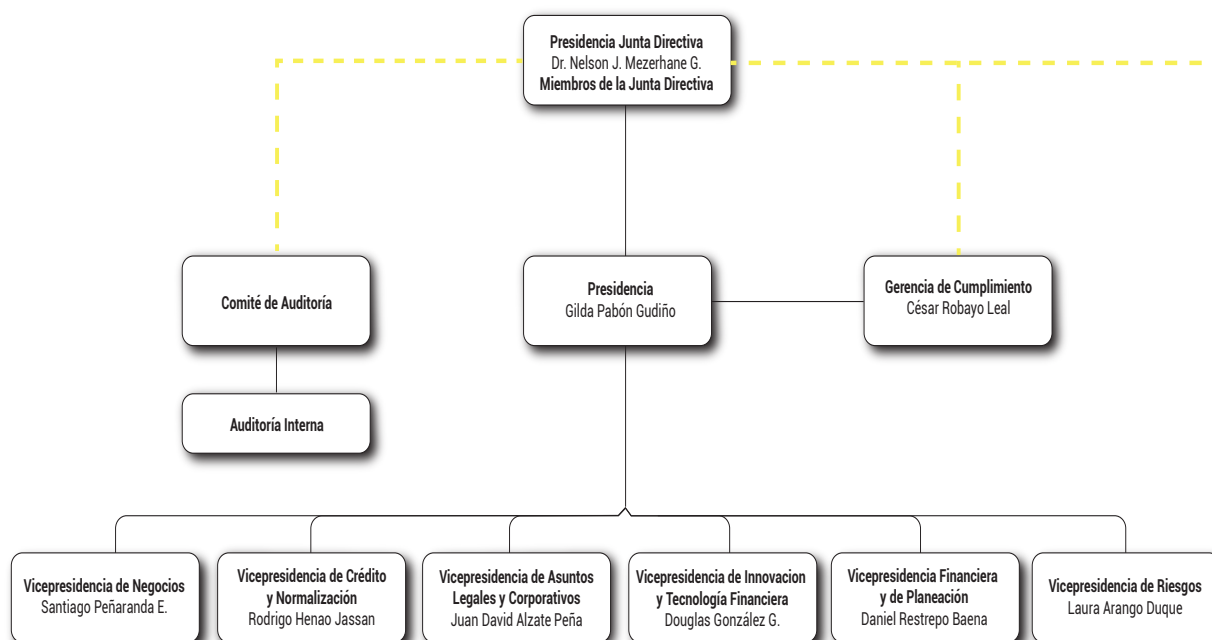 Presidencia Junta Directiva
Dr. Nelson J. Mezerhane G.
Miembros de la Junta Directiva
Comité de Auditoría
Presidencia
Gilda Pabón Gudiño
Gerencia de Cumplimiento
César Robayo Leal
Auditoría Interna
Vicepresidencia de Negocios
Santiago Peñaranda E.
Vicepresidencia de Crédito
y Normalización
Rodrigo Henao Jassan
Vicepresidencia de Asuntos
Legales y Corporativos
Juan David Alzate Peña
Vicepresidencia de Innovacion
y Tecnología Financiera
Douglas González G.
Vicepresidencia Financiera
y de Planeación
Daniel Restrepo Baena
Vicepresidencia de Riesgos
Laura Arango Duque